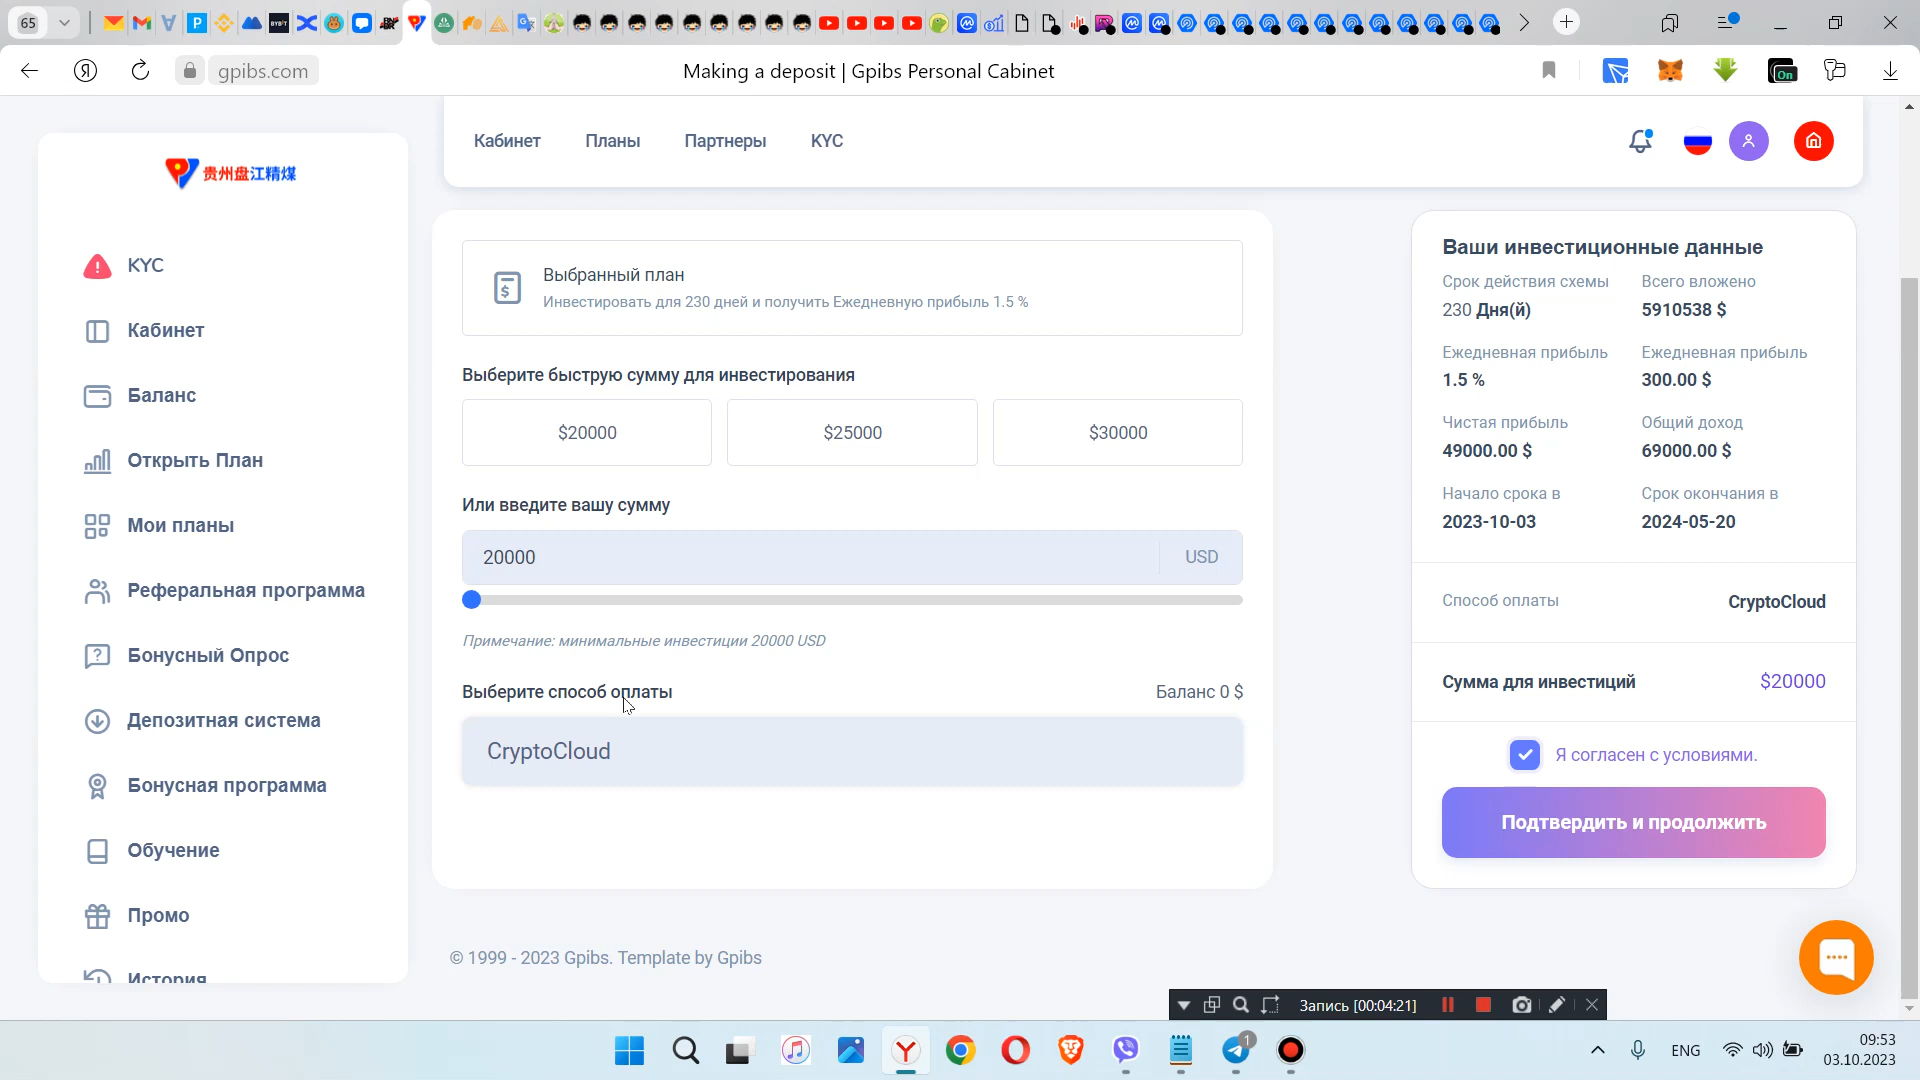 65
gpibs.com
Making a deposit | Gpibs Personal Cabinet
On
贵州盘江精煤
Кабинет
Планы
Партнеры
KYC
KYC
Кабинет
Баланс
Открыть План
Мои планы
Реферальная программа
Бонусный Опрос
Депозитная система
Бонусная программа
Обучение
Промо
История
Выбранный план
Инвестировать для 230 дней и получить Ежедневную прибыль 1.5 %
Выберите быструю сумму для инвестирования
$20000
$25000
$30000
Или введите вашу сумму
20000
USD
Примечание: минимальные инвестиции 20000 USD
Выберите способ оплаты
Баланс 0 $
CryptoCloud
Ваши инвестиционные данные
Срок действия схемы
Всего вложено
230 Дня(й)
5910538 $
Ежедневная прибыль
Ежедневная прибыль
1.5 %
300.00 $
Чистая прибыль
Общий доход
49000.00 $
69000.00 $
Начало срока в
Срок окончания в
2023-10-03
2024-05-20
Способ оплаты
CryptoCloud
Сумма для инвестиций
$20000
Я согласен с условиями.
Подтвердить и продолжить
© 1999 - 2023 Gpibs. Template by Gpibs
Запись [00:04:21]
1
ENG
09:53
03.10.2023